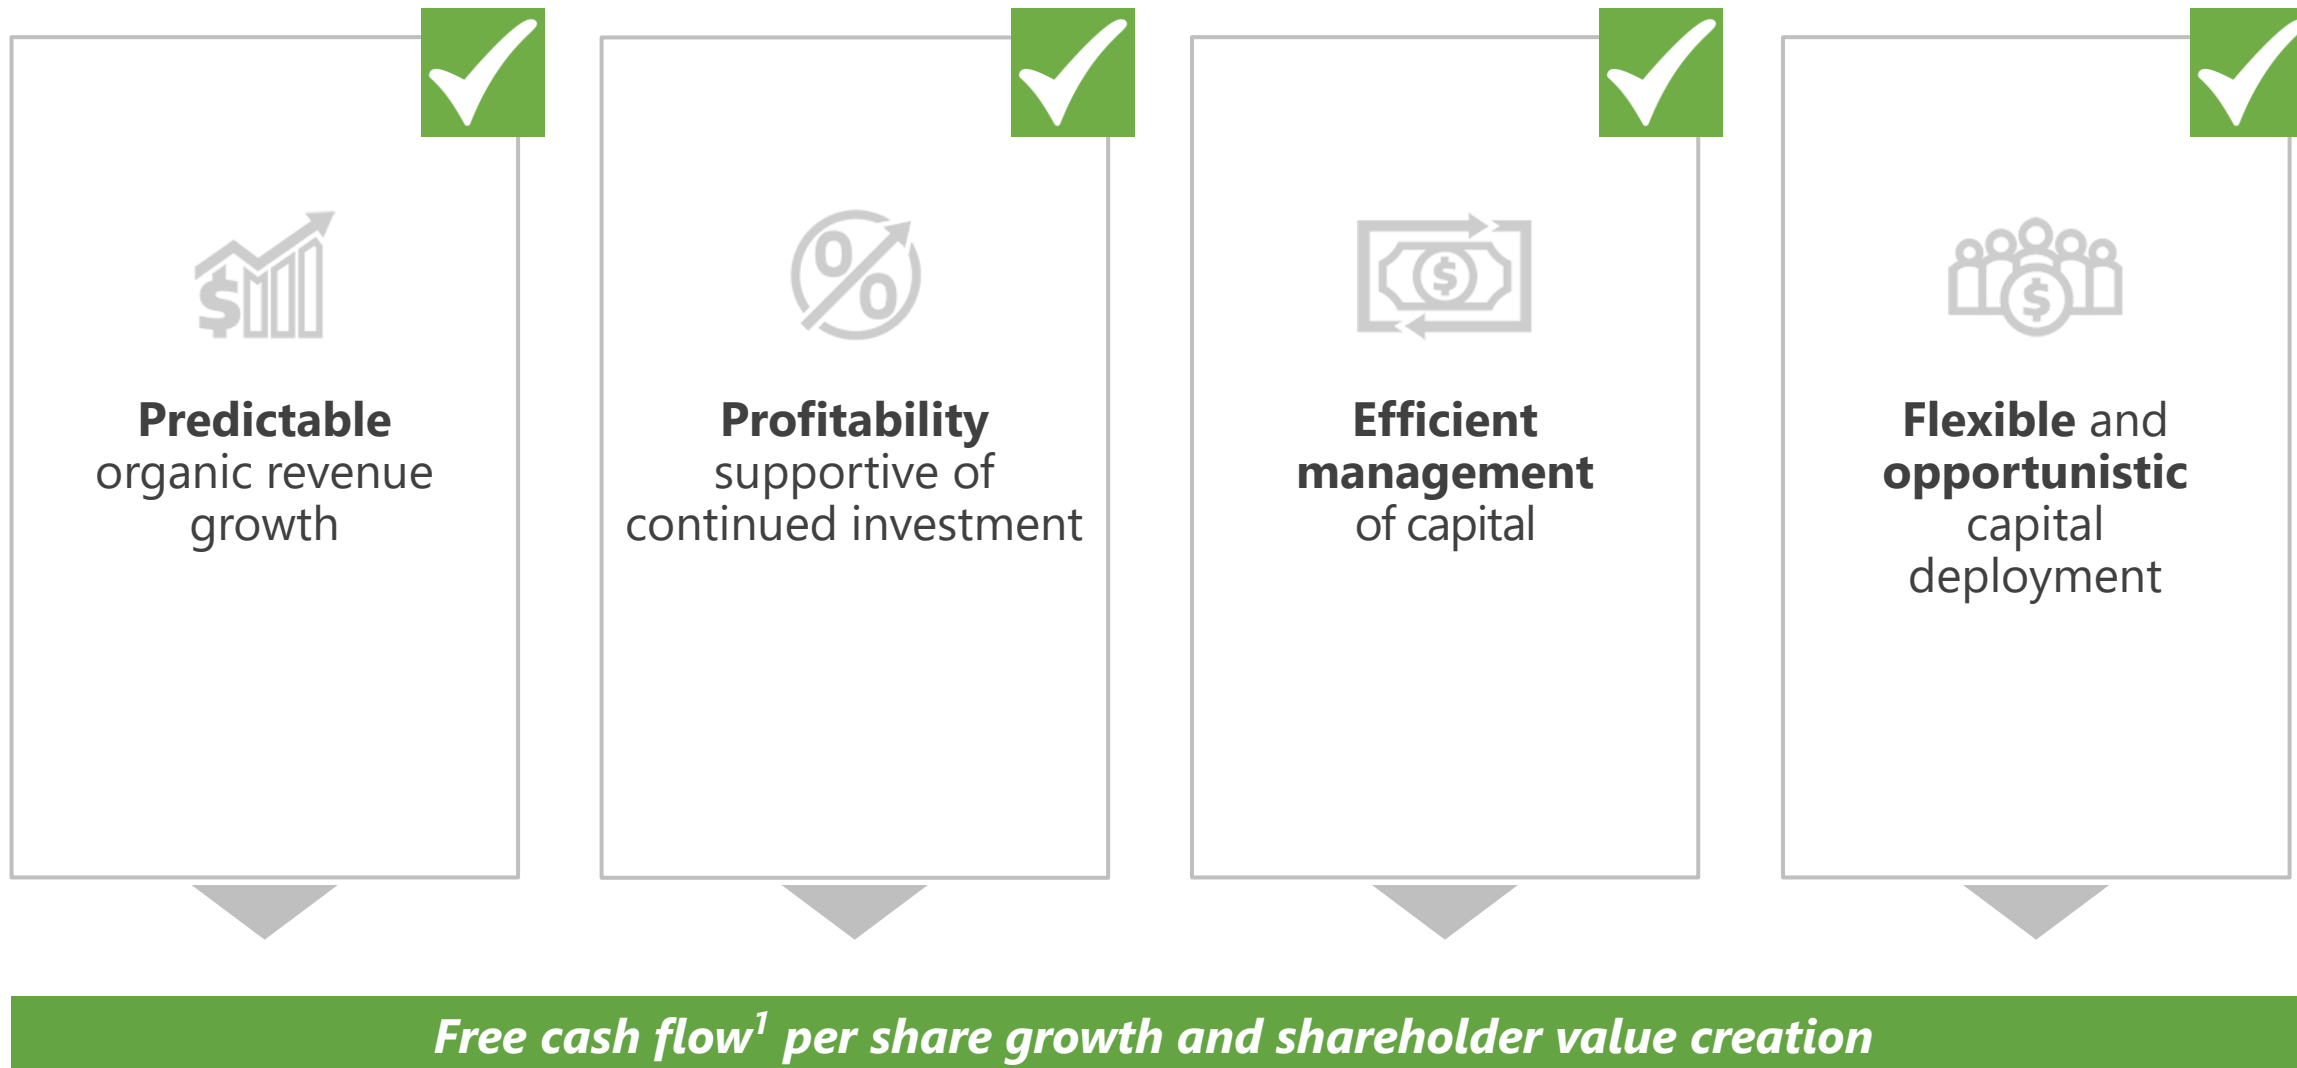 Predictable
organic revenue
growth
Profitability
supportive of
continued investment
Efficient
management
of capital
Flexible and
opportunistic
capital
deployment
Free cash flow¹ per share growth and shareholder value creation